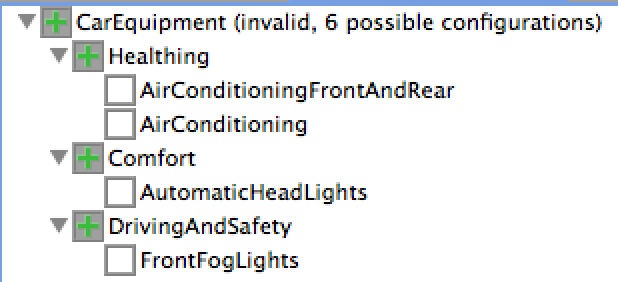 CarEquipment (invalid, 6 possible configurations)
Healthing
AirConditioningFrontAndRear
AirConditioning
Comfort
AutomaticHeadLights
DrivingAndSafety
FrontFogLights